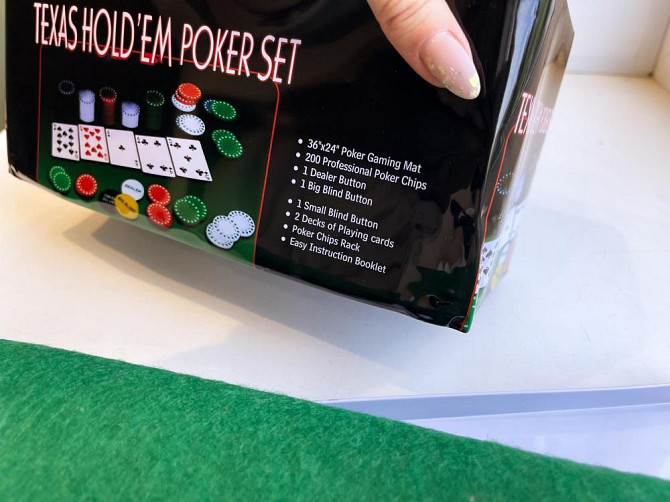 TEXAS HOLD'EM POKER SET
• 36"x24" Poker Gaming Mat
• 200 Professional Poker Chips
• 1 Dealer Button
• 1 Big Blind Button
• 1 Small Blind Button
• 2 Decks of Playing cards
• Poker Chips Rack
• Easy Instruction Booklet
DEALER